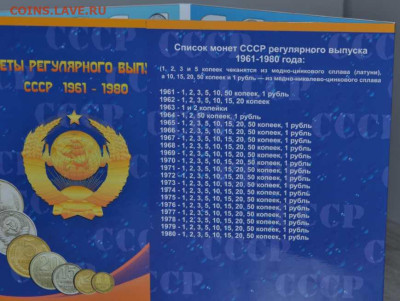 COINS.LAVE.RU
ЕТЫ РЕГУЛЯРНОГО ВЫП
СССР 1961 - 1980
Список монет СССР регулярного выпуска
1961-1980 года:
(1, 2, 3 и 5 копеек чеканятся из медно-цинкового сплава (латуни),
а 10, 15, 20, 50 копеек и 1 рубль — из медно-никелево-цинкового сплава)
1961 - 1, 2, 3, 5, 10, 15, 20, 50 копеек, 1 рубль
1962 - 1, 2, 3, 5, 10, 15, 20 копеек
1963 - 1 и 2 копейки
1964 - 1, 2, 50 копеек, 1 рубль
1965 - 1, 2, 3, 5, 10, 15, 20, 50 копеек, 1 рубль
1966 - 1, 2, 3, 5, 10, 15, 20, 50 копеек, 1 рубль
1967 - 1, 2, 3, 5, 10, 15, 20, 50 копеек, 1 рубль
1968 - 1, 2, 3, 5, 10, 15, 20, 50 копеек, 1 рубль
1969 - 1, 2, 3, 5, 10, 15, 20, 50 копеек, 1 рубль
1970 - 1, 2, 3, 5, 10, 15, 20, 50 копеек, 1 рубль
1971 - 1, 2, 3, 5, 10, 15, 20, 50 копеек, 1 рубль
1972 - 1, 2, 3, 5, 10, 15, 20, 50 копеек, 1 рубль
1973 - 1, 2, 3, 5, 10, 15, 20, 50 копеек, 1 рубль
1974 - 1, 2, 3, 5, 10, 15, 20, 50 копеек, 1 рубль
1975 - 1, 2, 3, 5, 10, 15, 20, 50 копеек, 1 рубль
1976 - 1, 2, 3, 5, 10, 15, 20, 50 копеек, 1 рубль
1977 - 1, 2, 3, 5, 10, 15, 20, 50 копеек, 1 рубль
1978 - 1, 2, 3, 5, 10, 15, 20, 50 копеек, 1 рубль
1979 - 1, 2, 3, 5, 10, 15, 20, 50 копеек, 1 рубль
1980 - 1, 2, 3, 5, 10, 15, 20, 50 копеек, 1 рубль
СССР